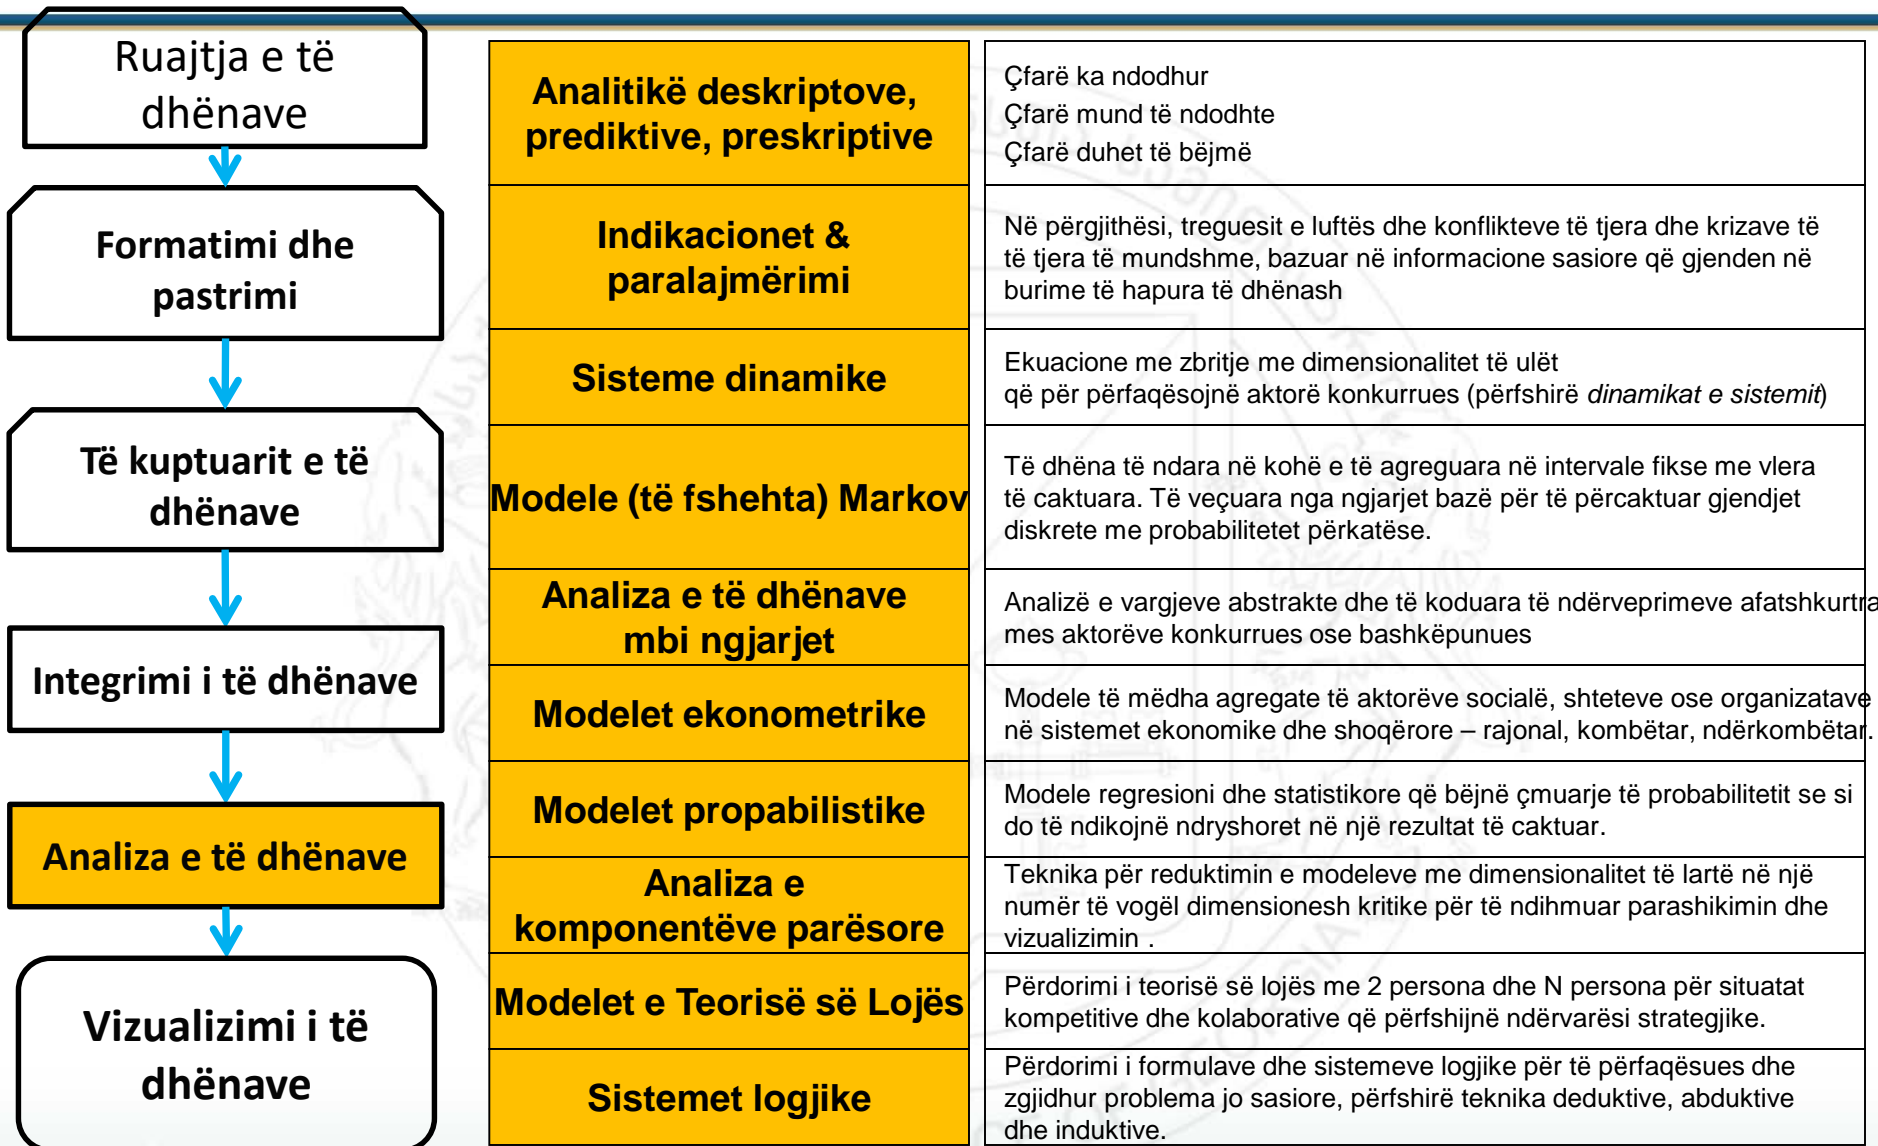 Ruajtja e të
dhënave
Formatimi dhe
pastrimi
Të kuptuarit e të
dhënave
Integrimi i të dhënave
Analiza e të dhënave
Vizualizimi i të
dhënave
Analitikë deskriptove,
prediktive, preskriptive
Çfarë ka ndodhur
Çfarë mund të ndodhte
Çfarë duhet të bëjmë
Indikacionet &
paralajmërimi
Në përgjithësi, treguesit e luftës dhe konflikteve të tjera dhe krizave të
të tjera të mundshme, bazuar në informacione sasiore që gjenden në
burime të hapura të dhënash
Sisteme dinamike
Ekuacione me zbritje me dimensionalitet të ulët
që për përfaqësojnë aktorë konkurrues (përfshirë dinamikat e sistemit)
Modele (të fshehta) Markov
Të dhëna të ndara në kohë e të agreguara në intervale fikse me vlera
të caktuara. Të veçuara nga ngjarjet bazë për të përcaktuar gjendjet
diskrete me probabilitetet përkatëse.
Analiza e të dhënave
mbi ngjarjet
Analizë e vargjeve abstrakte dhe të koduara të ndërveprimeve afatshkurtra
mes aktorëve konkurrues ose bashkëpunues
Modelet ekonometrike
Modele të mëdha agregate të aktorëve socialë, shteteve ose organizatave
në sistemet ekonomike dhe shoqërore – rajonal, kombëtar, ndërkombëtar.
Modelet propabilistike
Modele regresioni dhe statistikore që bëjnë çmuarje të probabilitetit se si
do të ndikojnë ndryshoret në një rezultat të caktuar.
Analiza e
komponentëve parësore
Teknika për reduktimin e modeleve me dimensionalitet të lartë në një
numër të vogël dimensionesh kritike për të ndihmuar parashikimin dhe
vizualizimin .
Modelet e Teorisë së Lojës
Përdorimi i teorisë së lojës me 2 persona dhe N persona për situatat
kompetitive dhe kolaborative që përfshijnë ndërvarësi strategjike.
Sistemet logjike
Përdorimi i formulave dhe sistemeve logjike për të përfaqësues dhe
zgjidhur problema jo sasiore, përfshirë teknika deduktive, abduktive
dhe induktive.